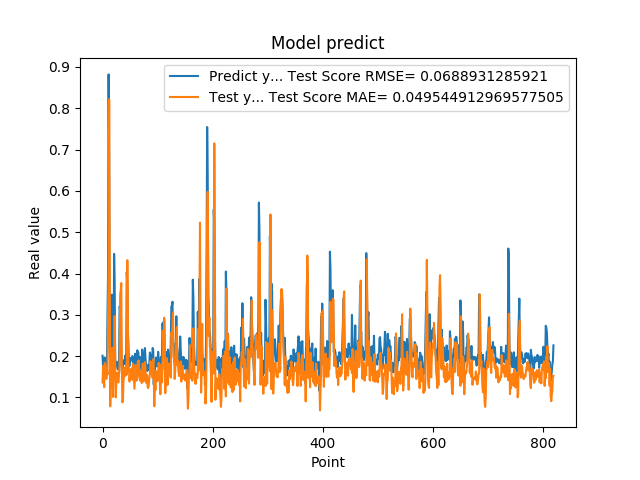 Model predict
Predict y... Test Score RMSE= 0.0688931285921
Test y... Test Score MAE= 0.049544912969577505
Real value
0.9
0.8
0.7
0.6
0.5
0.4
0.3
0.2
0.1
0
200
400
600
800
Point